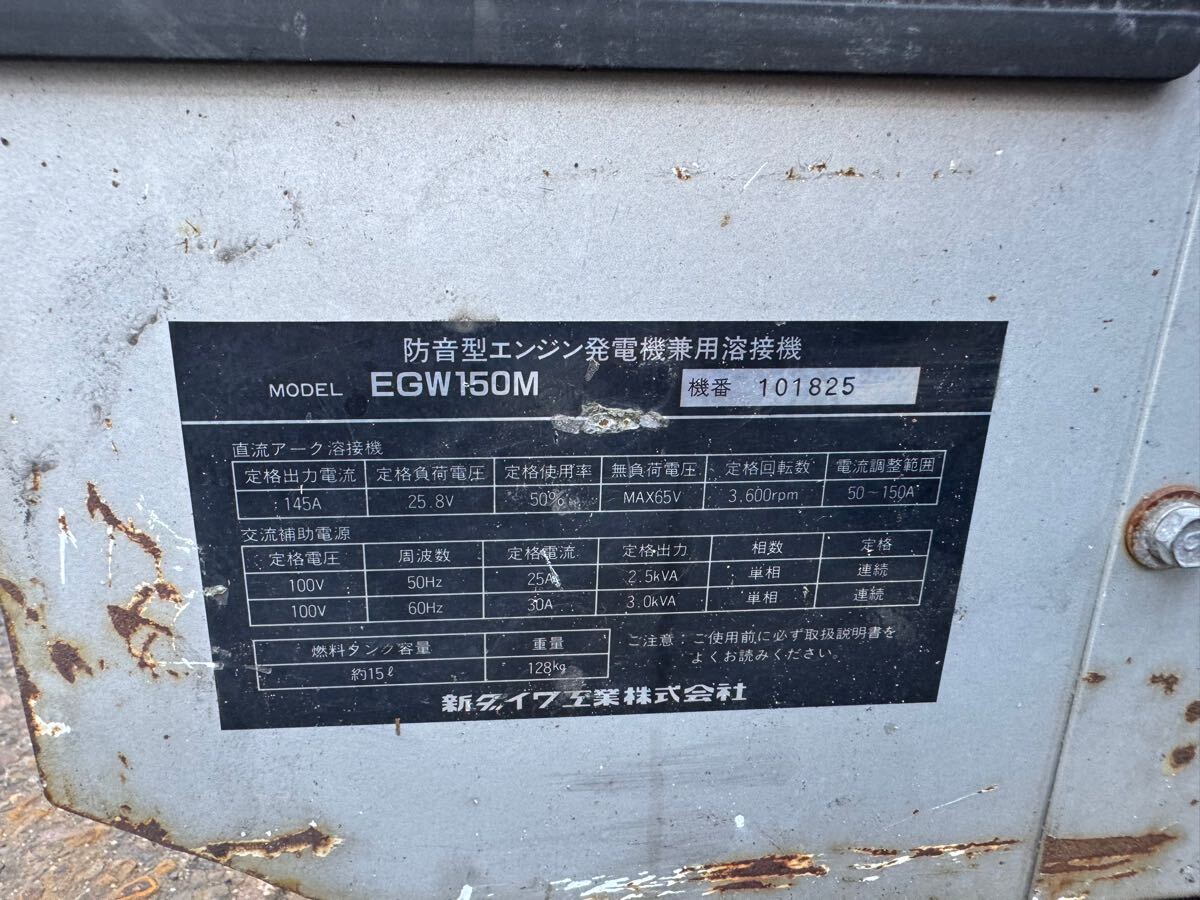 防音型エンジン発電機兼用溶接機
MODEL EGW150M 機番 101825
直流アーク溶接機
定格出力電流 定格負荷電圧 定格使用率 無負荷電圧 定格回転数 電流調整範囲
145A 25.8V 50% MAX65V 3.600rpm 50~150A
交流補助電源
定格電圧 周波数 定格電流 定格出力 相数 定格
100V 50Hz 25A 2.5kVA 単相 連続
100V 60Hz 30A 3.0kVA 単相 連続
燃料タンク容量 重量
約15ℓ 128kg
ご注意:ご使用前に必ず取扱説明書を
よくお読みください。
新ダイワ工業株式会社